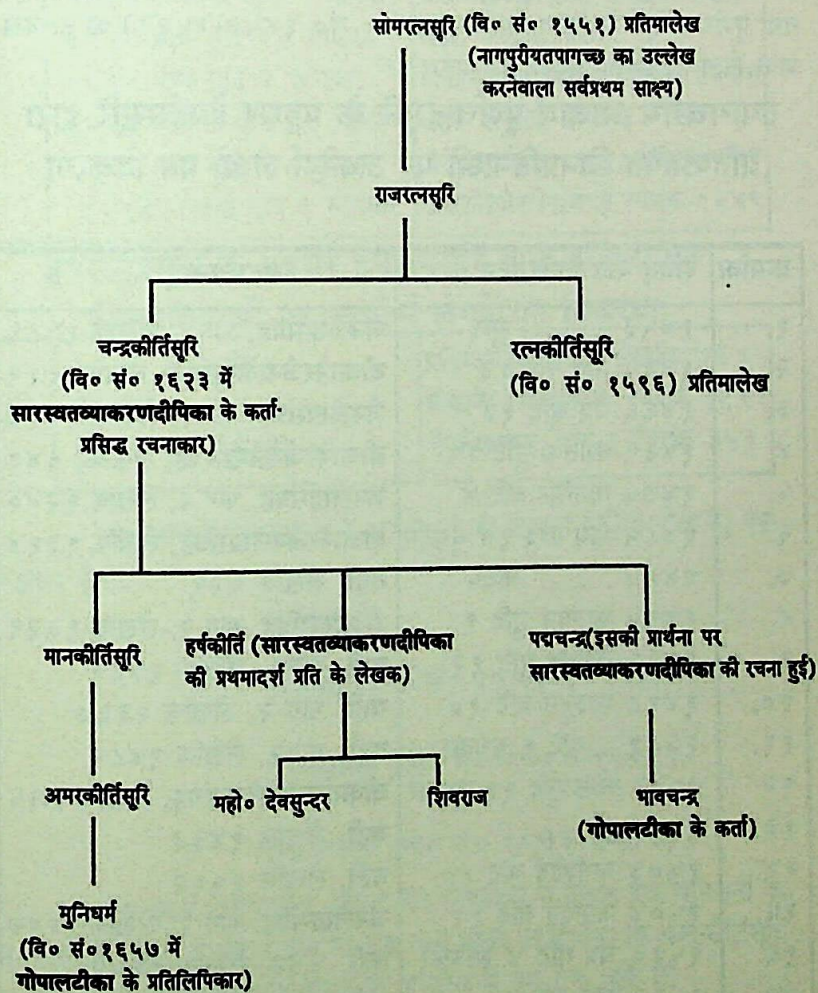 सोमरत्नसूरि (वि० सं० १५५१) प्रतिमालेख
(नागपुरीयतपागच्छ का उल्लेख
करनेवाला सर्वप्रथम साक्ष्य)
राजरत्नसूरि
चन्द्रकीर्तिसूरि
(वि० सं० १६२३ में
सारस्वतव्याकरणदीपिका के कर्ता
प्रसिद्ध रचनाकार)
रत्नकीर्तिसूरि
(वि० सं० १५९६) प्रतिमालेख
मानकीर्तिसूरि
हर्षकीर्ति (सारस्वतव्याकरणदीपिका
की प्रथमादर्श प्रति के लेखक)
पद्मचन्द्र(इसकी प्रार्थना पर
सारस्वतव्याकरणदीपिका की रचना हुई)
अमरकीर्तिसूरि
महो० देवसुन्दर
शिवराज
भावचन्द्र
(गोपालटीका के कर्ता)
मुनिधर्म
(वि० सं०१६५७ में
गोपालटीका के प्रतिलिपिकार)